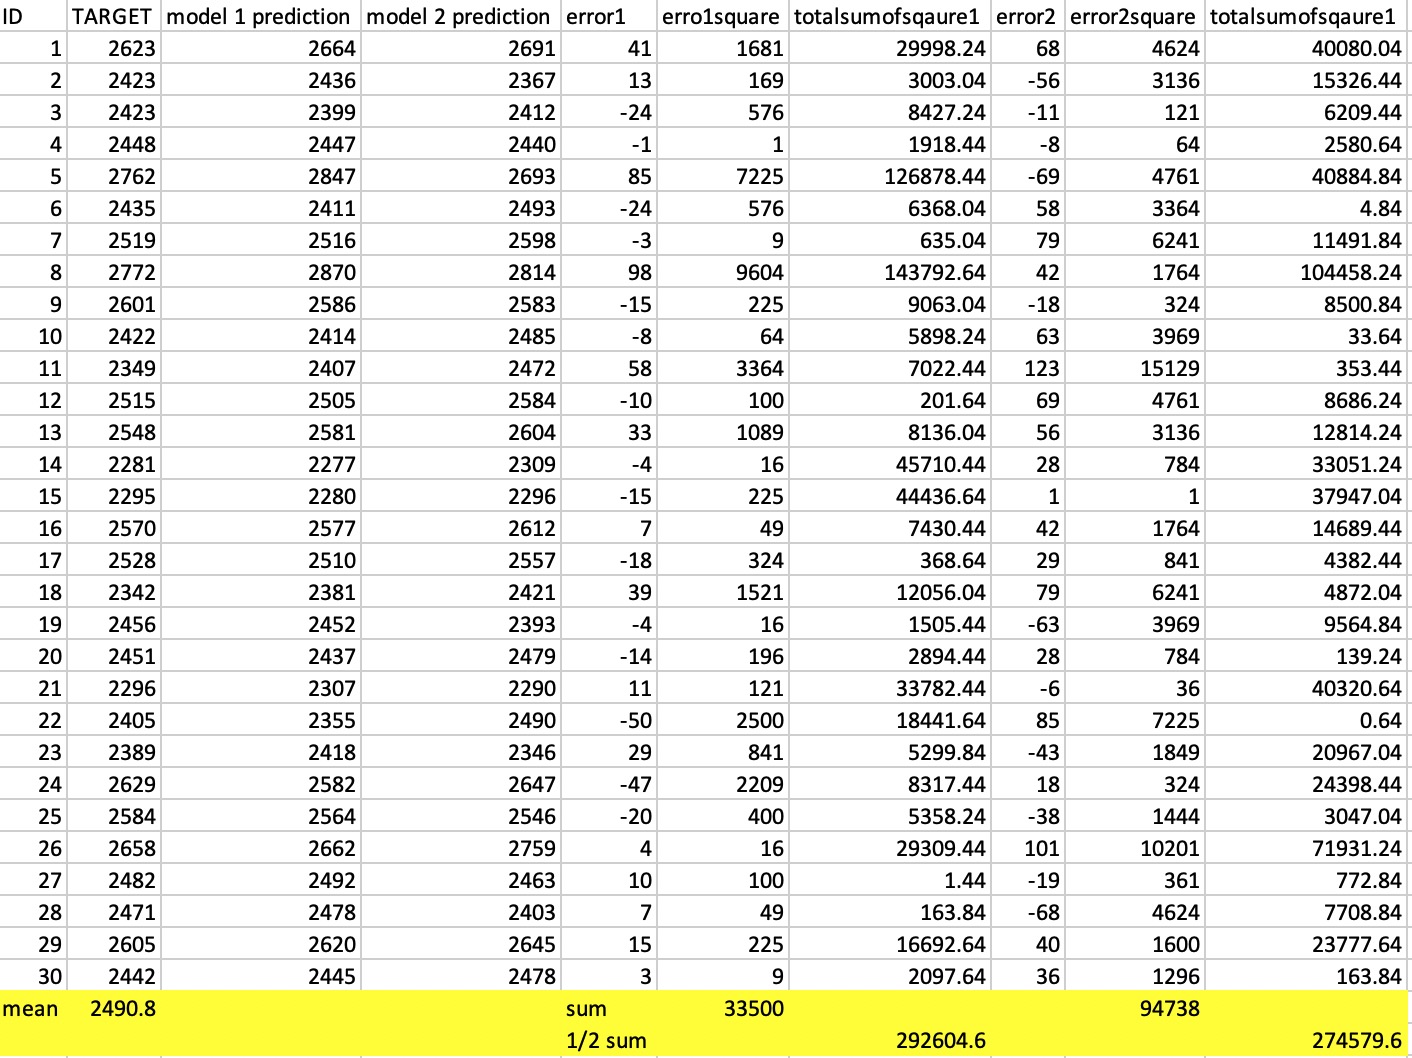 ID TARGET model 1 prediction model 2 prediction error1 erro1square totalsumofsqaure1 error2 error2square totalsumofsqaure1
1 2623 2664 2691 41 1681 29998.24 68 4624 40080.04
2 2423 2436 2367 13 169 3003.04 -56 3136 15326.44
3 2423 2399 2412 -24 576 8427.24 -11 121 6209.44
4 2448 2447 2440 -1 1 1918.44 -8 64 2580.64
5 2762 2847 2693 85 7225 126878.44 -69 4761 40884.84
6 2435 2411 2493 -24 576 6368.04 58 3364 4.84
7 2519 2516 2598 -3 9 635.04 79 6241 11491.84
8 2772 2870 2814 98 9604 143792.64 42 1764 104458.24
9 2601 2586 2583 -15 225 9063.04 -18 324 8500.84
10 2422 2414 2485 -8 64 5898.24 63 3969 33.64
11 2349 2407 2472 58 3364 7022.44 123 15129 353.44
12 2515 2505 2584 -10 100 201.64 69 4761 8686.24
13 2548 2581 2604 33 1089 8136.04 56 3136 12814.24
14 2281 2277 2309 -4 16 45710.44 28 784 33051.24
15 2295 2280 2296 -15 225 44436.64 1 1 37947.04
16 2570 2577 2612 7 49 7430.44 42 1764 14689.44
17 2528 2510 2557 -18 324 368.64 29 841 4382.44
18 2342 2381 2421 39 1521 12056.04 79 6241 4872.04
19 2456 2452 2393 -4 16 1505.44 -63 3969 9564.84
20 2451 2437 2479 -14 196 2894.44 28 784 139.24
21 2296 2307 2290 11 121 33782.44 -6 36 40320.64
22 2405 2355 2490 -50 2500 18441.64 85 7225 0.64
23 2389 2418 2346 29 841 5299.84 -43 1849 20967.04
24 2629 2582 2647 -47 2209 8317.44 18 324 24398.44
25 2584 2564 2546 -20 400 5358.24 -38 1444 3047.04
26 2658 2662 2759 4 16 29309.44 101 10201 71931.24
27 2482 2492 2463 10 100 1.44 -19 361 772.84
28 2471 2478 2403 7 49 163.84 -68 4624 7708.84
29 2605 2620 2645 15 225 16692.64 40 1600 23777.64
30 2442 2445 2478 3 9 2097.64 36 1296 163.84
mean 2490.8 sum 33500 94738
1/2 sum 292604.6 274579.6